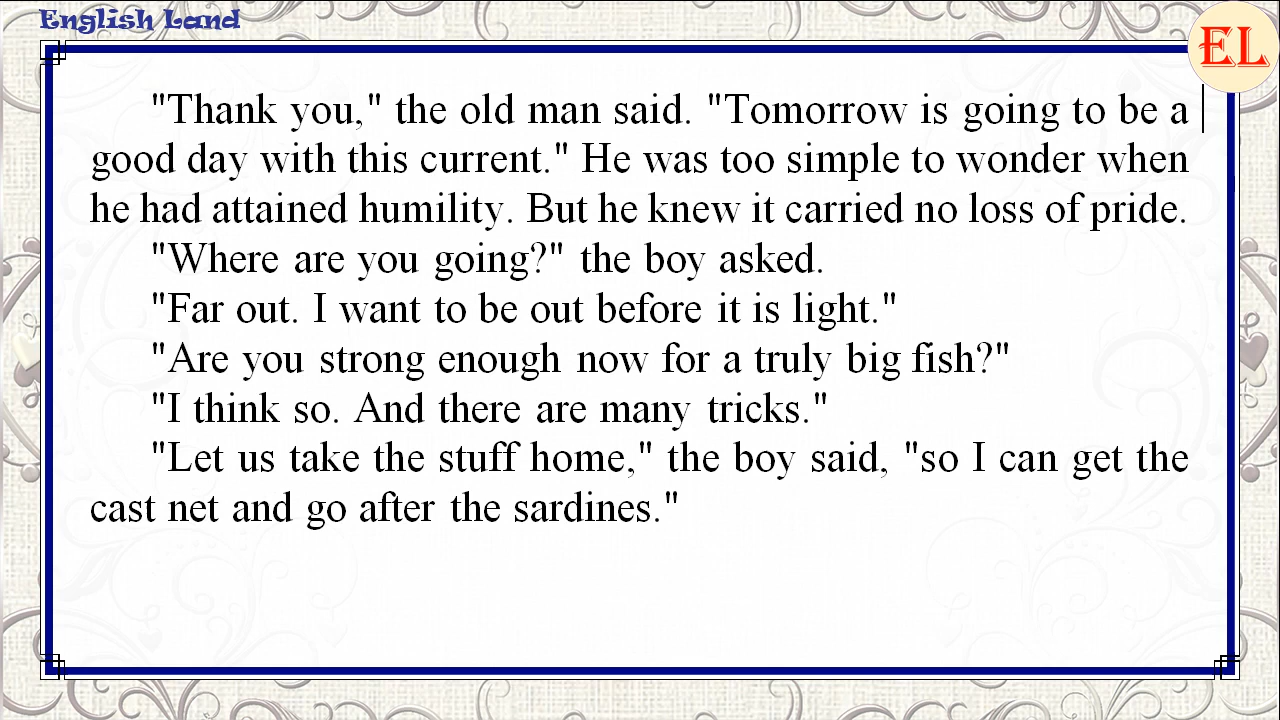 English Land
EL
"Thank you," the old man said. "Tomorrow is going to be a
good day with this current." He was too simple to wonder when
he had attained humility. But he knew it carried no loss of pride.
"Where are you going?" the boy asked.
"Far out. I want to be out before it is light."
"Are you strong enough now for a truly big fish?"
"I think so. And there are many tricks."
"Let us take the stuff home," the boy said, "so I can get the
cast net and go after the sardines."